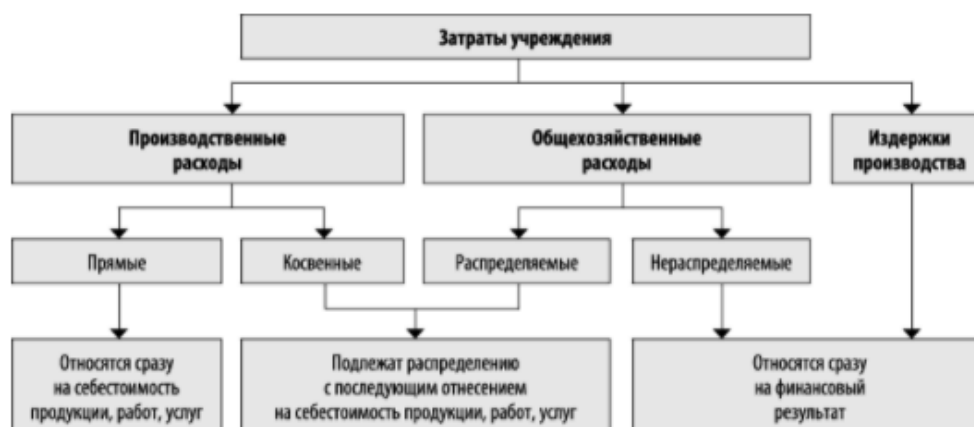 Затраты учреждения
Производственные
расходы
Общехозяйственные
расходы
Издержки
производства
Прямые
Косвенные
Распределяемые
Нераспределяемые
Относятся сразу
на себестоимость
продукции, работ, услуг
Подлежат распределению
с последующим отнесением
на себестоимость продукции, работ, услуг
Относятся сразу
на финансовый
результат